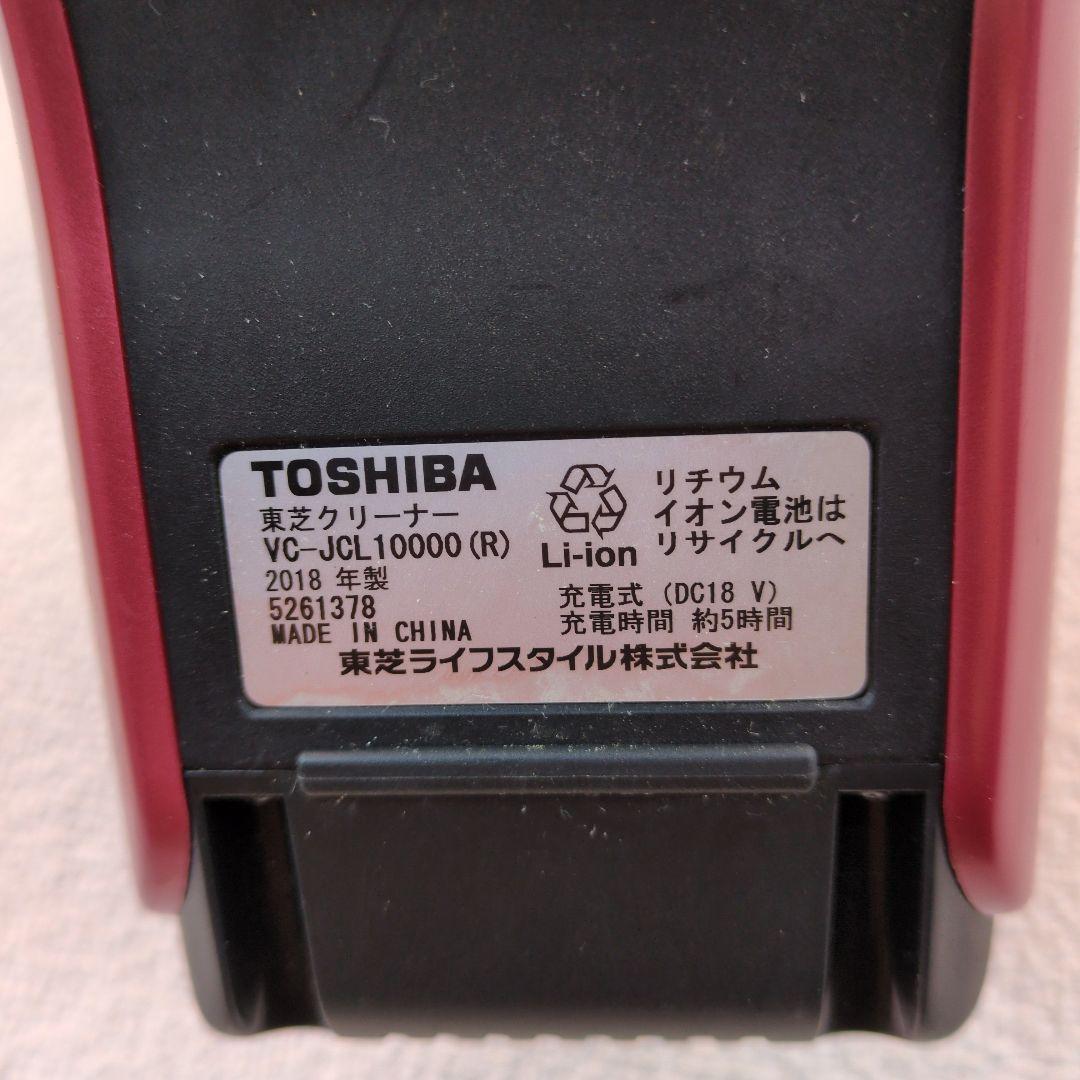 TOSHIBA
東芝クリーナー
VC-JCL10000(R)
2018 年製
5261378
MADE IN CHINA
Li-ion
リチウム
イオン電池は
リサイクルへ
充電式 (DC18 V)
充電時間 約5時間
東芝ライフスタイル株式会社